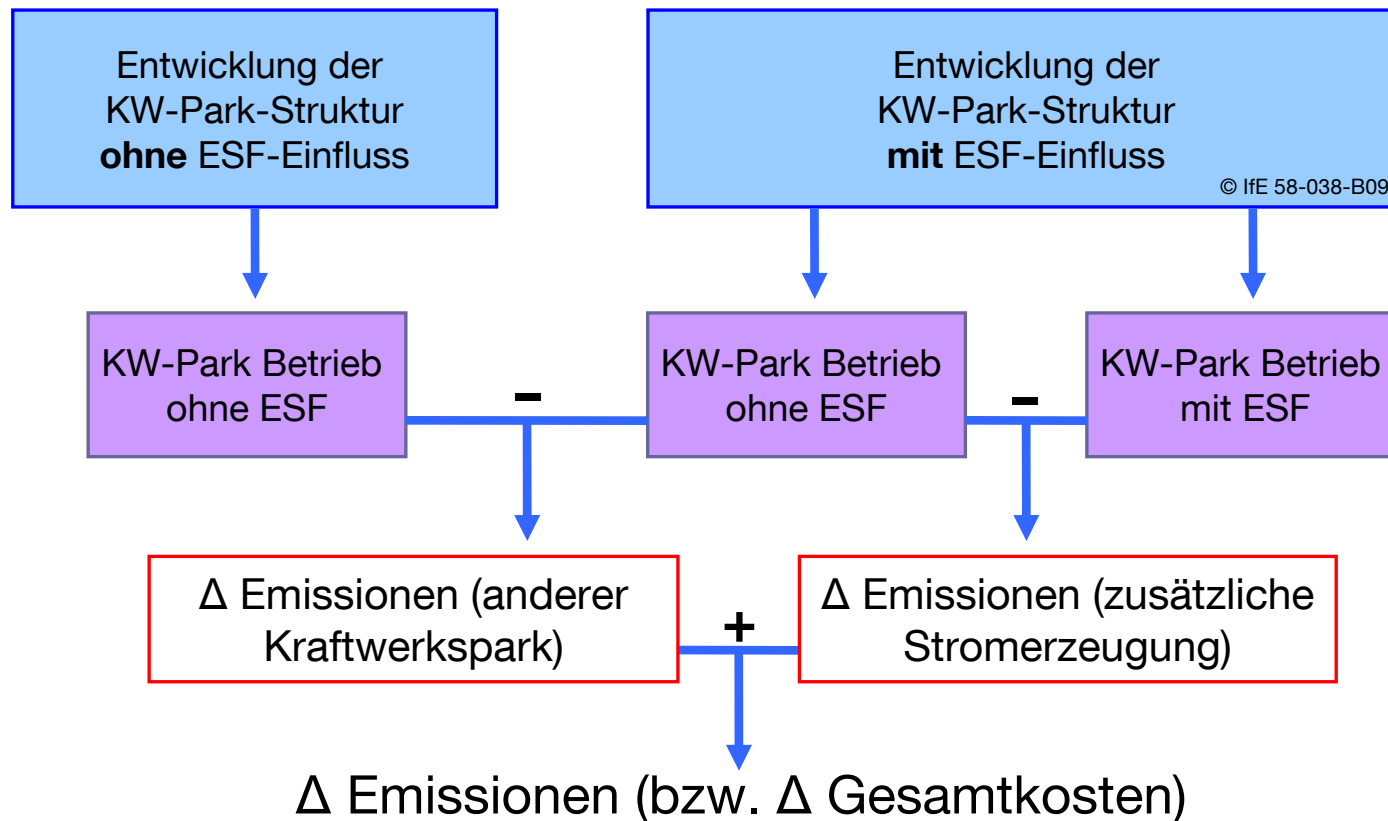 Entwicklung der
KW-Park-Struktur
ohne ESF-Einfluss
Entwicklung der
KW-Park-Struktur
mit ESF-Einfluss
© IfE 58-038-B09
KW-Park Betrieb
ohne ESF
-
KW-Park Betrieb
ohne ESF
-
KW-Park Betrieb
mit ESF
Δ Emissionen (anderer
Kraftwerkspark)
+
Δ Emissionen (zusätzliche
Stromerzeugung)
Δ Emissionen (bzw. Δ Gesamtkosten)